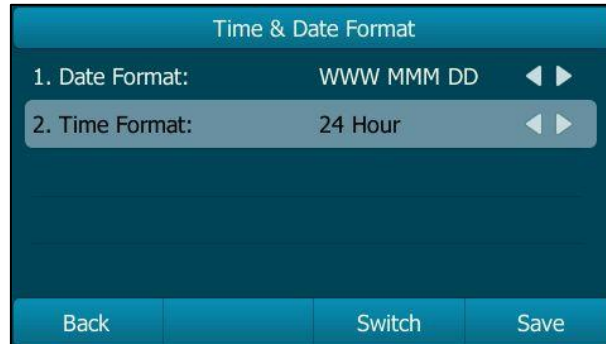 Time & Date Format
1. Date Format: WWW MMM DD
2. Time Format: 24 Hour
Back Switch Save